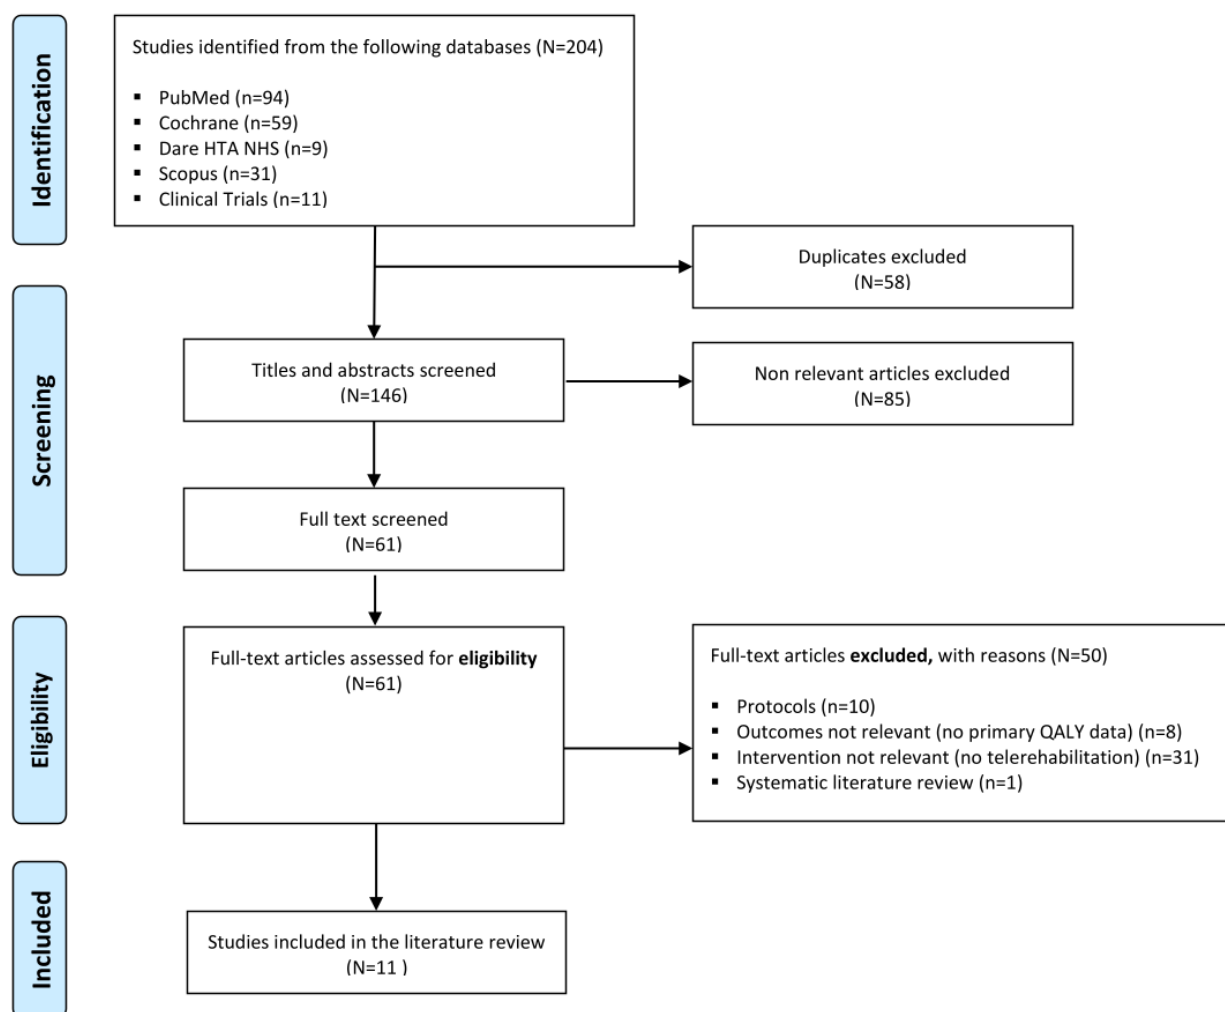 Identification
Studies identified from the following databases (N=204)
▪ PubMed (n=94)
▪ Cochrane (n=59)
▪ Dare HTA NHS (n=9)
▪ Scopus (n=31)
▪ Clinical Trials (n=11)
Duplicates excluded
(N=58)
Screening
Titles and abstracts screened
(N=146)
Non relevant articles excluded
(N=85)
Full text screened
(N=61)
Eligibility
Full-text articles assessed for eligibility
(N=61)
Full-text articles excluded, with reasons (N=50)
▪ Protocols (n=10)
▪ Outcomes not relevant (no primary QALY data) (n=8)
▪ Intervention not relevant (no telerehabilitation) (n=31)
▪ Systematic literature review (n=1)
Included
Studies included in the literature review
(N=11 )